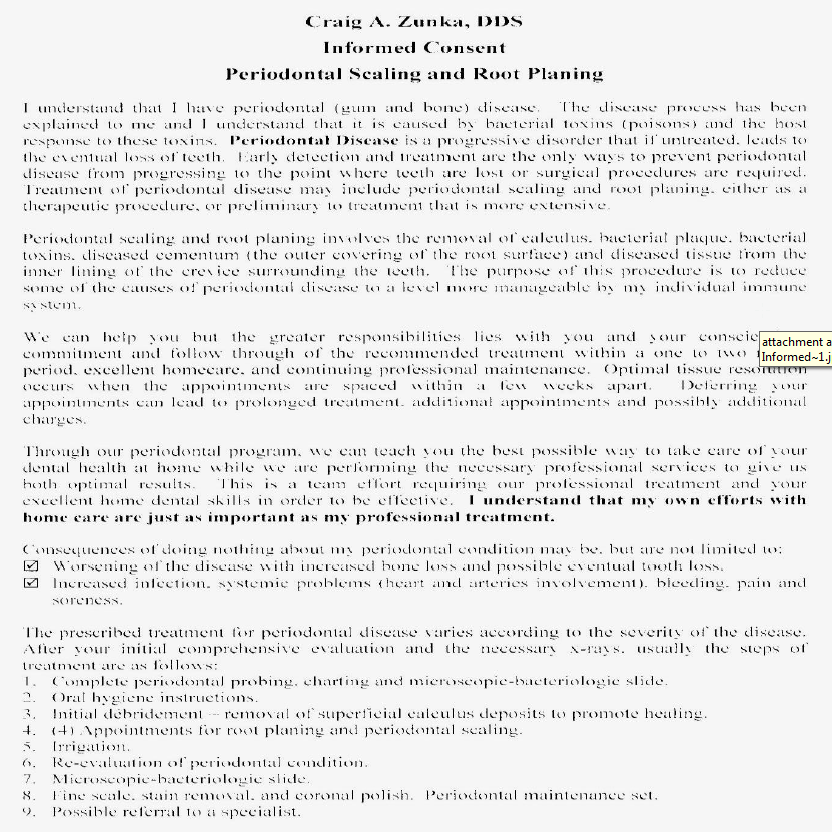 Craig A. Zunka, DDS
Informed Consent
Periodontal Scaling and Root Planing
I understand that I have periodontal (gum and bone) disease. The disease process has been
explained to me and I understand that it is caused by bacterial toxins (poisons) and the host
response to these toxins. Periodontal Disease is a progressive disorder that if untreated, leads to
the eventual loss of teeth. Early detection and treatment are the only ways to prevent periodontal
disease from progressing to the point where teeth are lost or surgical procedures are required.
Treatment of periodontal disease may include periodontal scaling and root planing, either as a
therapeutic procedure, or preliminary to treatment that is more extensive.
Periodontal scaling and root planing involves the removal of calculus, bacterial plaque, bacterial
toxins, diseased cementum (the outer covering of the root surface) and diseased tissue from the
inner lining of the crevice surrounding the teeth. The purpose of this procedure is to reduce
some of the causes of periodontal disease to a level more manageable by my individual immune
system.
We can help you but the greater responsibilities lies with you and your
commitment and follow through of the recommended treatment within a one to two
period, excellent homecare, and continuing professional maintenance. Optimal tissue resolution
occurs when the appointments are spaced within a few weeks apart. Deferring your
appointments can lead to prolonged treatment, additional appointments and possibly additional
charges.
attachment a
Informed~1.j
Through our periodontal program, we can teach you the best possible way to take care of your
dental health at home while we are performing the necessary professional services to give us
both optimal results. This is a team effort requiring our professional treatment and your
excellent home dental skills in order to be effective. I understand that my own efforts with
home care are just as important as my professional treatment.
Consequences of doing nothing about my periodontal condition may be, but are not limited to:
☑ Worsening of the disease with increased bone loss and possible eventual tooth loss.
☑ Increased infection, systemic problems (heart and arteries involvement), bleeding, pain and
soreness.
The prescribed treatment for periodontal disease varies according to the severity of the disease.
After your initial comprehensive evaluation and the necessary x-rays, usually the steps of
treatment are as follows:
1. Complete periodontal probing, charting and microscopic-bacteriologic slide.
2. Oral hygiene instructions.
3. Initial debridement – removal of superficial calculus deposits to promote healing.
4. (4) Appointments for root planing and periodontal scaling.
5. Irrigation.
6. Re-evaluation of periodontal condition.
7. Microscopic-bacteriologic slide.
8. Fine scale, stain removal, and coronal polish. Periodontal maintenance set.
9. Possible referral to a specialist.